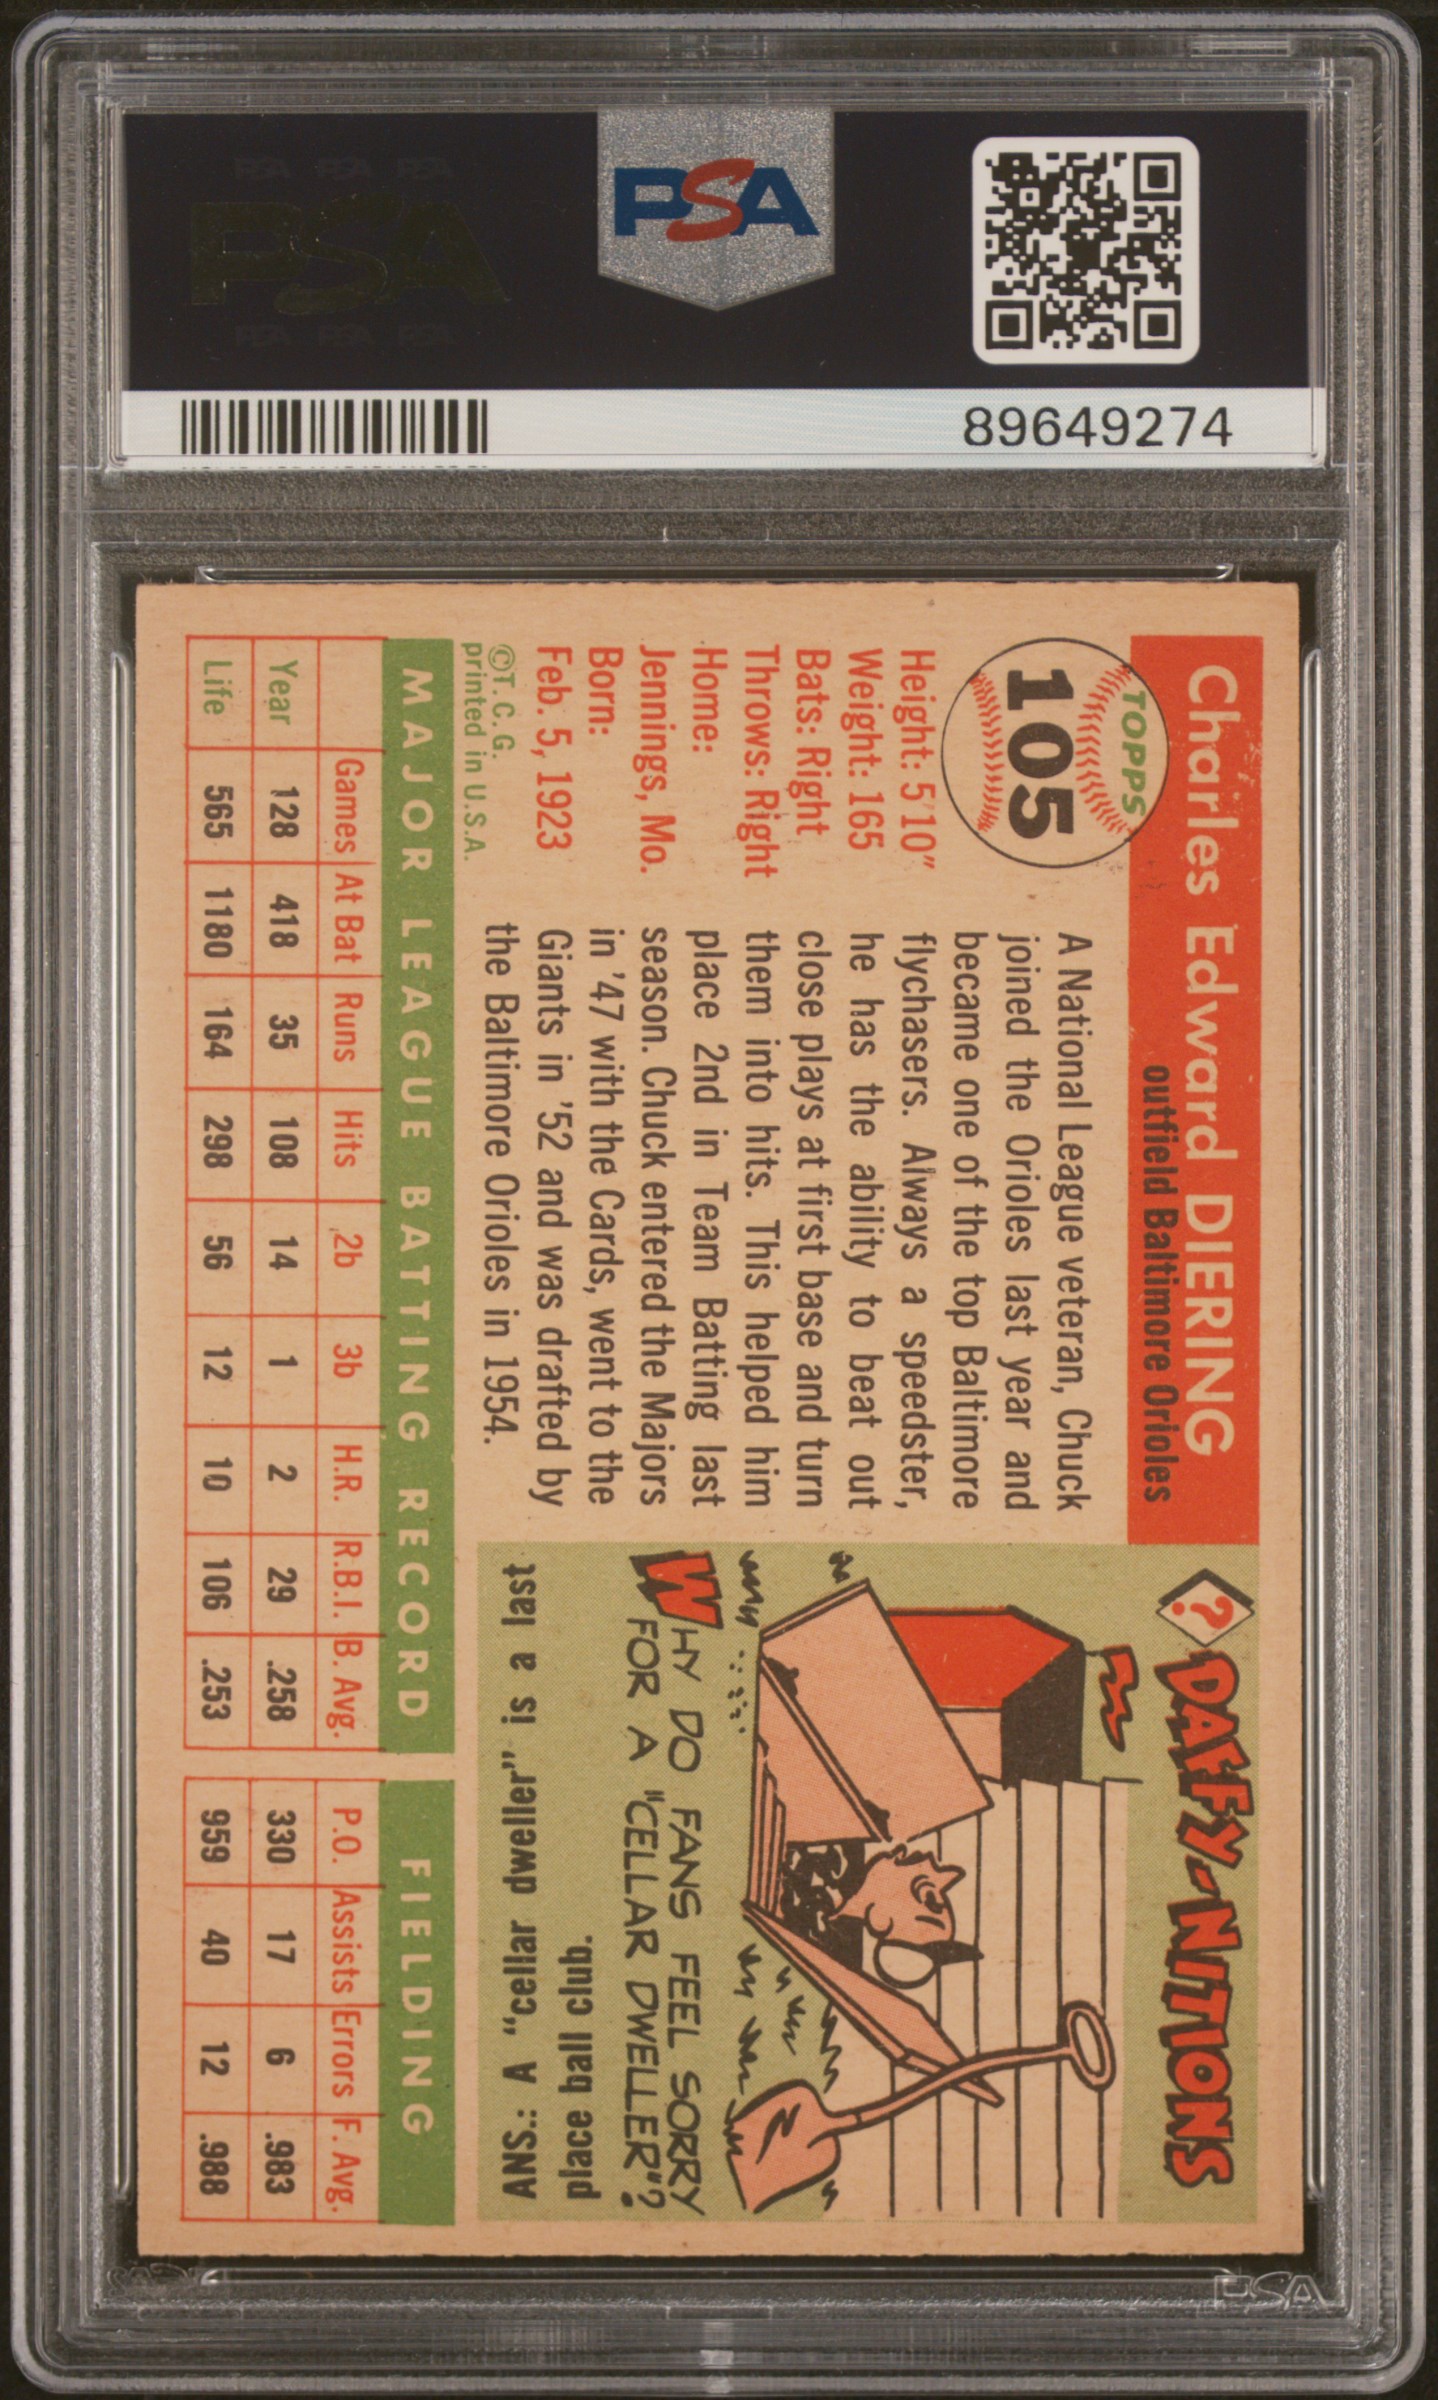 PSA PSA PSA
PSA
PSA PSA PSA
PSA
89649274
Charles Edward DIERING
outfield Baltimore Orioles
TOPPS
105
Height: 5'10"
Weight: 165
Bats: Right
Throws: Right
Home:
Jennings, Mo.
Born:
Feb. 5, 1923
©T. C. G.
printed in U.S.A.
A National League veteran, Chuck
joined the Orioles last year and
became one of the top Baltimore
flychasers. Always a speedster,
he has the ability to beat out
close plays at first base and turn
them into hits. This helped him
place 2nd in Team Batting last
season. Chuck entered the Majors
in '47 with the Cards, went to the
Giants in '52 and was drafted by
the Baltimore Orioles in 1954.
? DAFFY-NITIONS
WHY DO FANS FEEL SORRY
FOR A "CELLAR DWELLER"?
ANS.: A „cellar dweller" is a last
place ball club.
MAJOR LEAGUE BATTING RECORD
Games At Bat Runs Hits 2b 3b H.R. R.B.I. B. Avg.
Year 128 418 35 108 14 1 2 29 .258
Life 565 1180 164 298 56 12 10 106 .253
FIELDING
P.O. Assists Errors F. Avg.
330 17 6 .983
959 40 12 .988
PSA